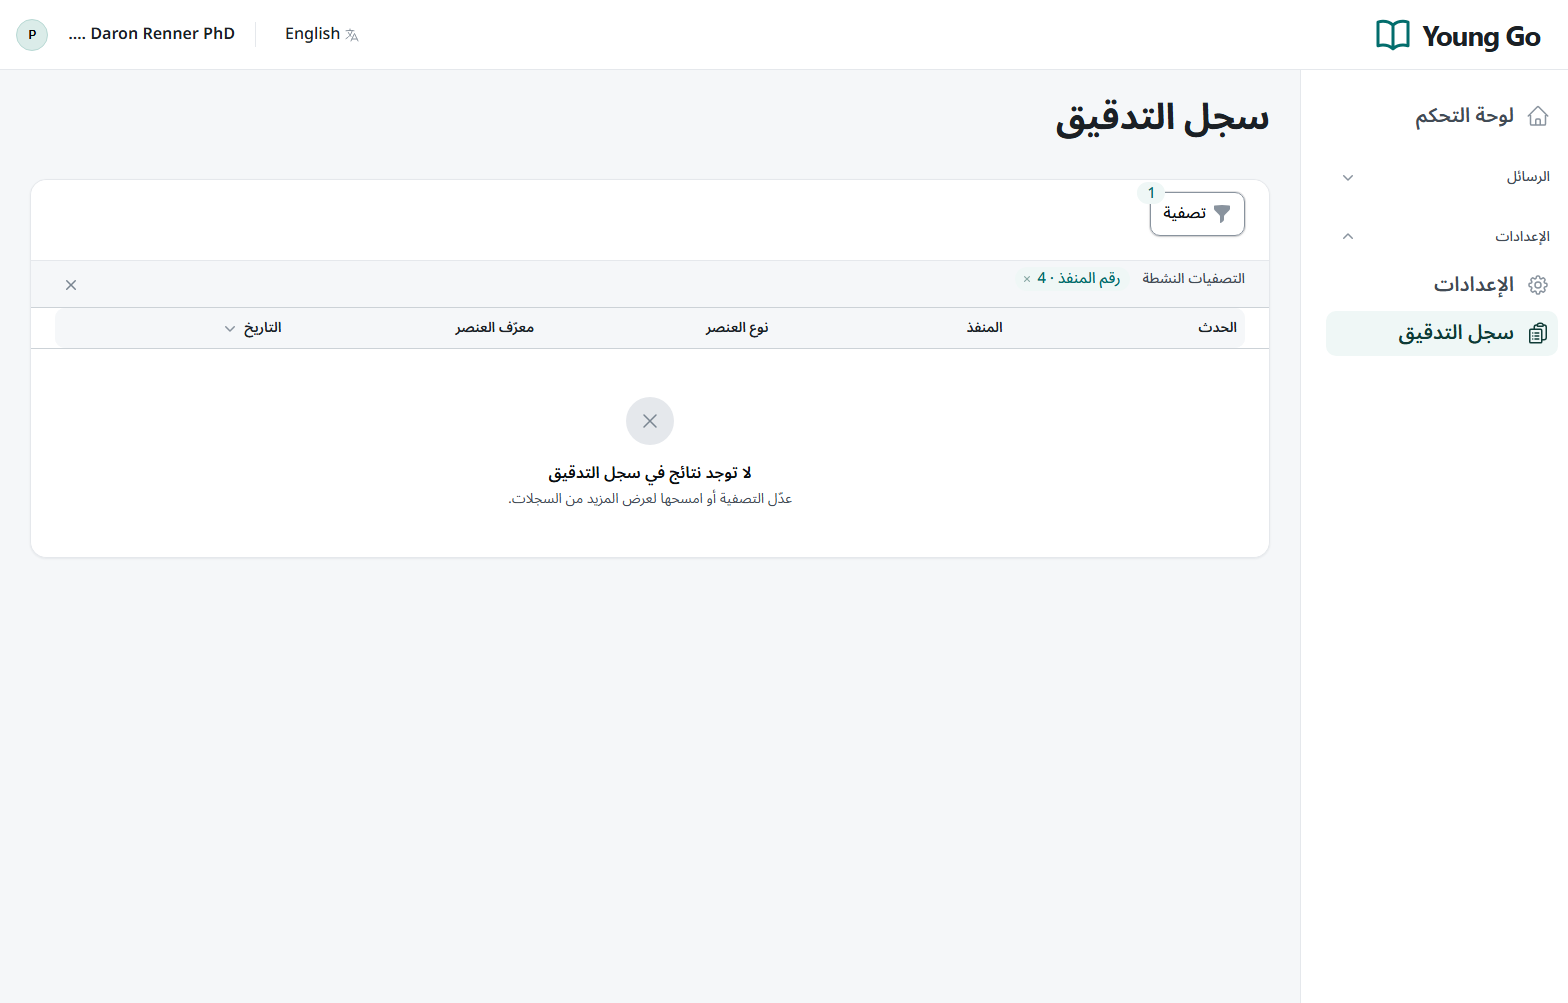 Young Go
English
Daron Renner PhD ....
P
لوحة التحكم
الرسائل
الإعدادات
الإعدادات
سجل التدقيق
سجل التدقيق
تصفية
1
التصفيات النشطة
رقم المنفذ · 4 ×
الحدث
المنفذ
نوع العنصر
معرّف العنصر
التاريخ
لا توجد نتائج في سجل التدقيق
عدّل التصفية أو امسحها لعرض المزيد من السجلات.